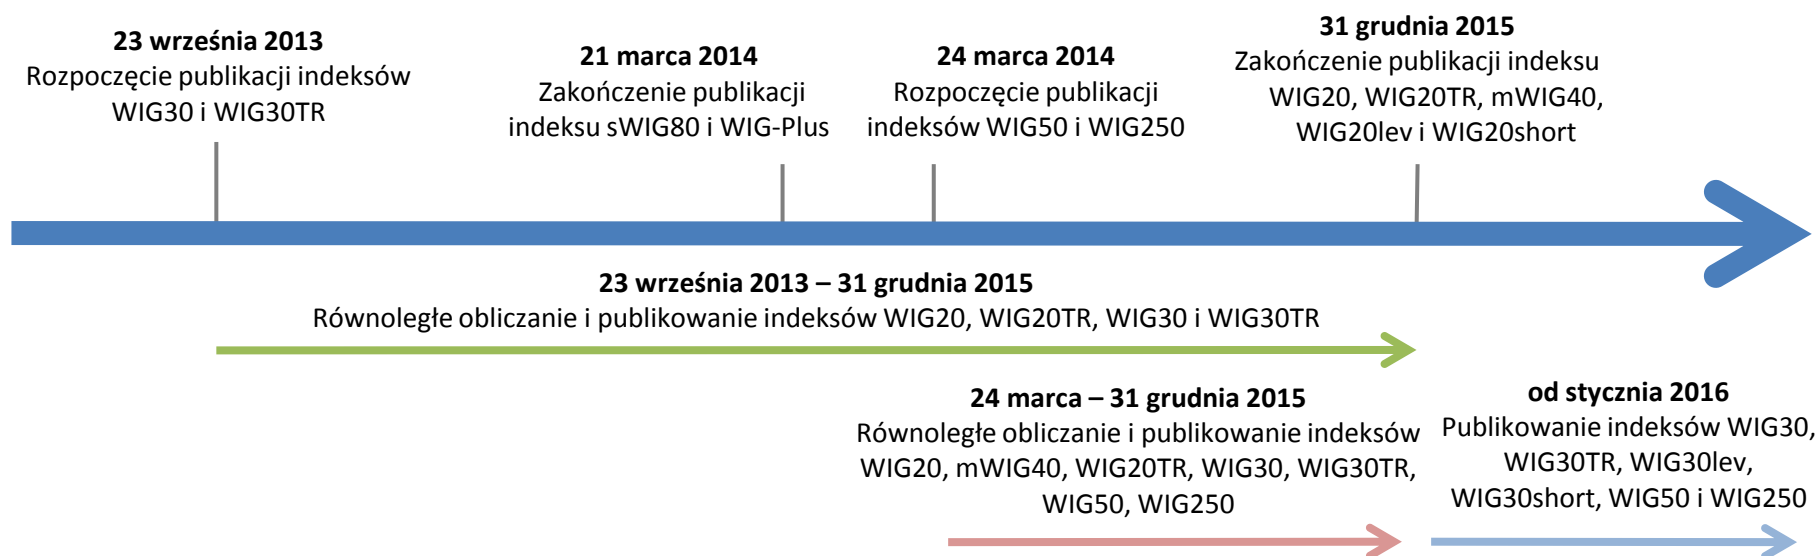 23 września 2013
Rozpoczęcie publikacji indeksów
WIG30 i WIG30TR
21 marca 2014
Zakończenie publikacji
indeksu sWIG80 i WIG-Plus
24 marca 2014
Rozpoczęcie publikacji
indeksów WIG50 i WIG250
31 grudnia 2015
Zakończenie publikacji indeksu
WIG20, WIG20TR, mWIG40,
WIG20lev i WIG20short
23 września 2013 – 31 grudnia 2015
Równoległe obliczanie i publikowanie indeksów WIG20, WIG20TR, WIG30 i WIG30TR
24 marca – 31 grudnia 2015
Równoległe obliczanie i publikowanie indeksów
WIG20, mWIG40, WIG20TR, WIG30, WIG30TR,
WIG50, WIG250
od stycznia 2016
Publikowanie indeksów WIG30,
WIG30TR, WIG30lev,
WIG30short, WIG50 i WIG250